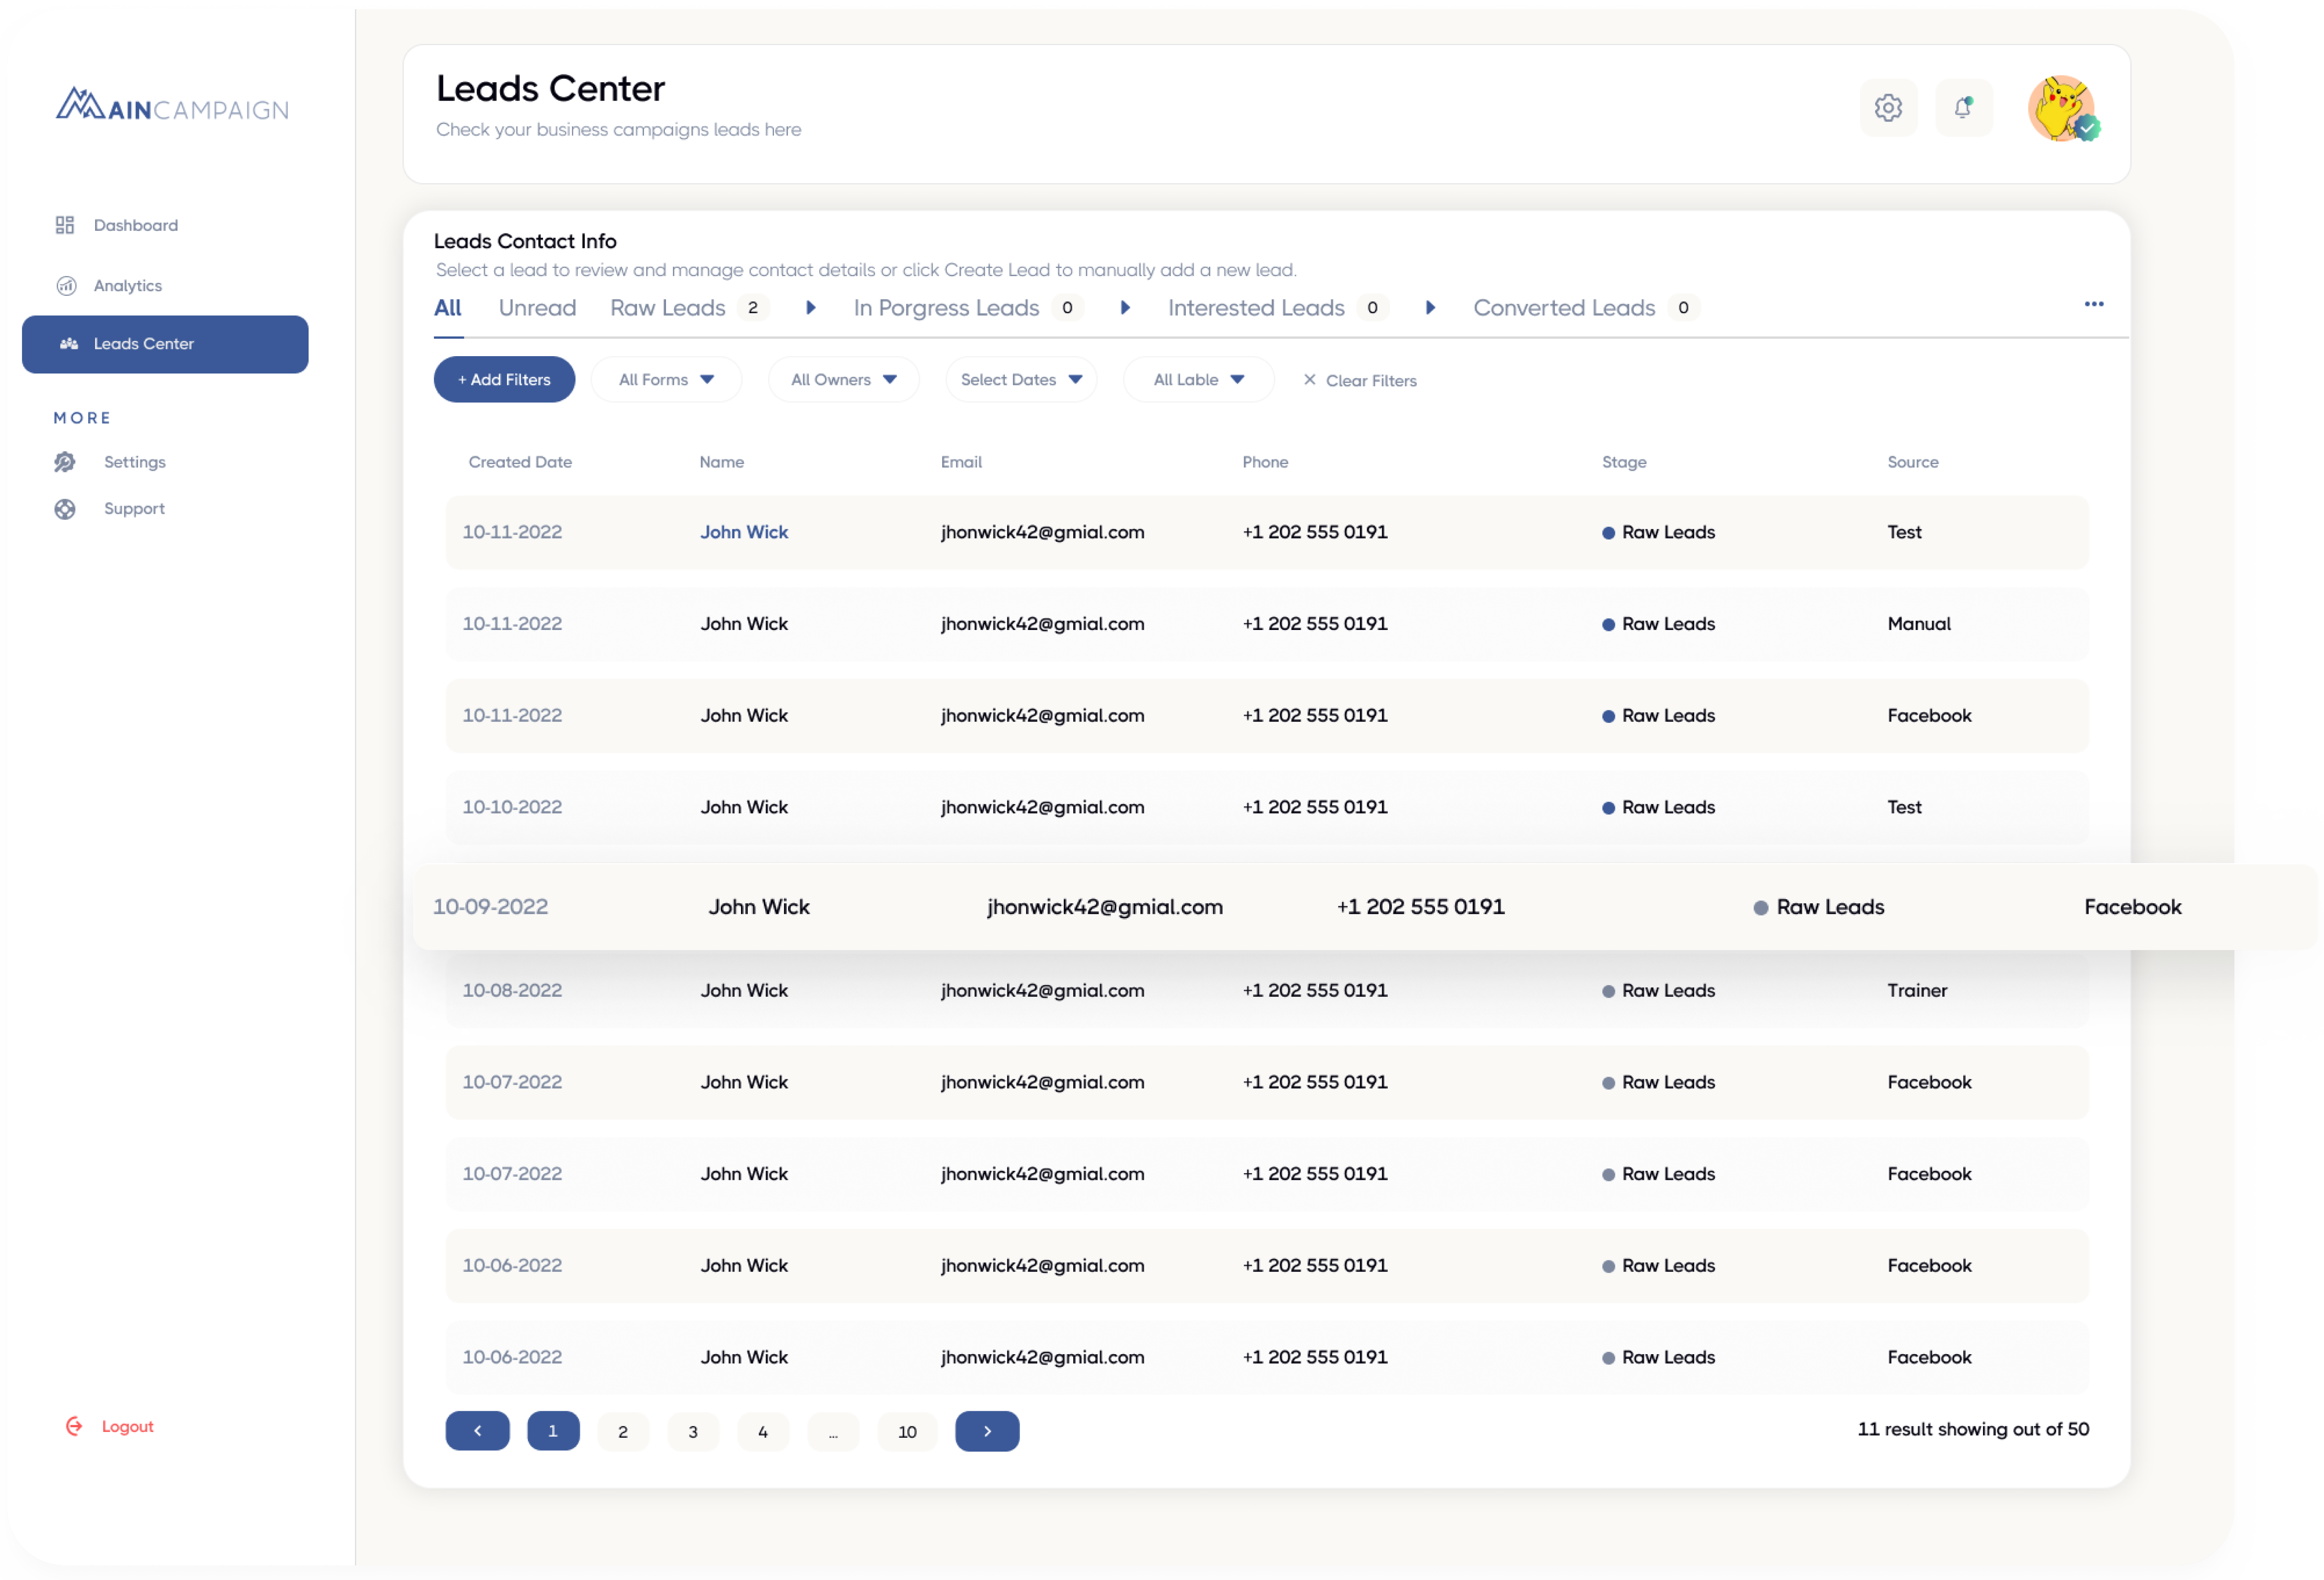 AINCAMPAIGN
Dashboard
Analytics
Leads Center
MORE
Settings
Support
Logout
Leads Center
Check your business campaigns leads here
Leads Contact Info
Select a lead to review and manage contact details or click Create Lead to manually add a new lead.
All Unread Raw Leads 2 In Porgress Leads 0 Interested Leads 0 Converted Leads 0
+ Add Filters All Forms All Owners Select Dates All Lable × Clear Filters
Created Date Name Email Phone Stage Source
10-11-2022 John Wick jhonwick42@gmial.com +1 202 555 0191 Raw Leads Test
10-11-2022 John Wick jhonwick42@gmial.com +1 202 555 0191 Raw Leads Manual
10-11-2022 John Wick jhonwick42@gmial.com +1 202 555 0191 Raw Leads Facebook
10-10-2022 John Wick jhonwick42@gmial.com +1 202 555 0191 Raw Leads Test
10-09-2022 John Wick jhonwick42@gmial.com +1 202 555 0191 Raw Leads Facebook
10-08-2022 John Wick jhonwick42@gmial.com +1 202 555 0191 Raw Leads Trainer
10-07-2022 John Wick jhonwick42@gmial.com +1 202 555 0191 Raw Leads Facebook
10-07-2022 John Wick jhonwick42@gmial.com +1 202 555 0191 Raw Leads Facebook
10-06-2022 John Wick jhonwick42@gmial.com +1 202 555 0191 Raw Leads Facebook
10-06-2022 John Wick jhonwick42@gmial.com +1 202 555 0191 Raw Leads Facebook
< 1 2 3 4 ... 10 > 11 result showing out of 50